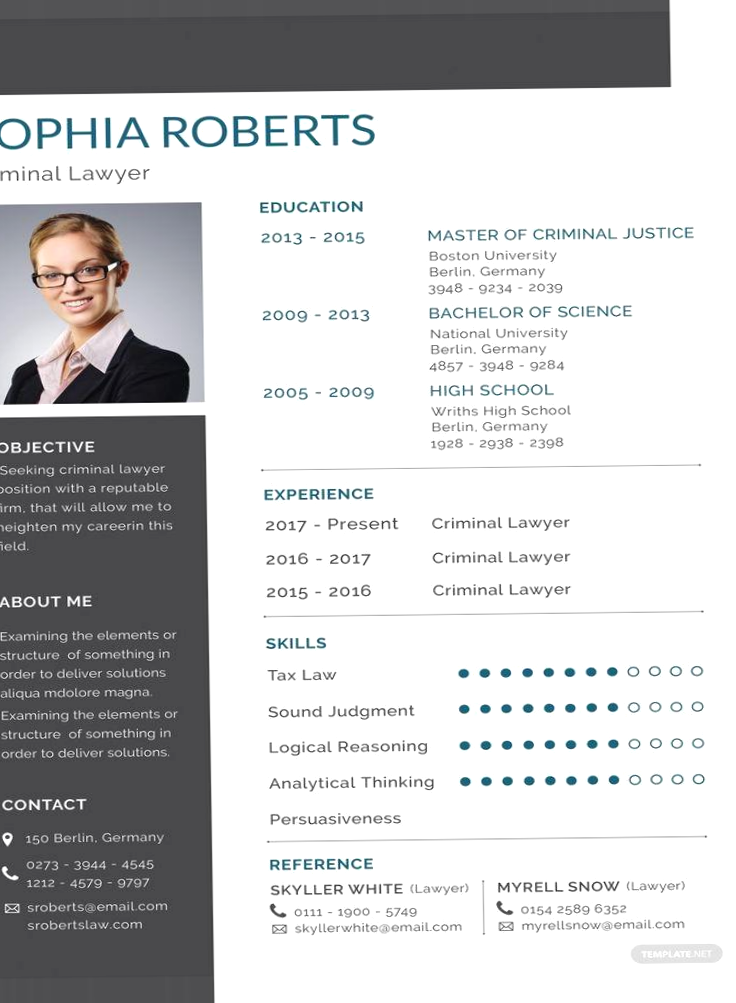 OPHIA ROBERTS
minal Lawyer
OBJECTIVE
Seeking criminal lawyer
position with a reputable
firm, that will allow me to
heighten my careerin this
field.
ABOUT ME
Examining the elements or
structure of something in
order to deliver solutions
aliqua mdolore magna.
Examining the elements or
structure of something in
order to deliver solutions.
CONTACT
150 Berlin, Germany
0273 - 3944 - 4545
1212 - 4579 - 9797
sroberts@email.com
srobertslaw.com
EDUCATION
2013 - 2015 MASTER OF CRIMINAL JUSTICE
Boston University
Berlin, Germany
3948 - 9234 - 2039
2009 - 2013 BACHELOR OF SCIENCE
National University
Berlin, Germany
4857 - 3948 - 9284
2005 - 2009 HIGH SCHOOL
Wriths High School
Berlin, Germany
1928 - 2938 - 2398
EXPERIENCE
2017 - Present Criminal Lawyer
2016 - 2017 Criminal Lawyer
2015 - 2016 Criminal Lawyer
SKILLS
Tax Law
Sound Judgment
Logical Reasoning
Analytical Thinking
Persuasiveness
REFERENCE
SKYLLER WHITE (Lawyer)
0111 - 1900 - 5749
skyllerwhite@email.com
MYRELL SNOW (Lawyer)
0154 2589 6352
myrellsnow@email.com
TEMPLATE.NET